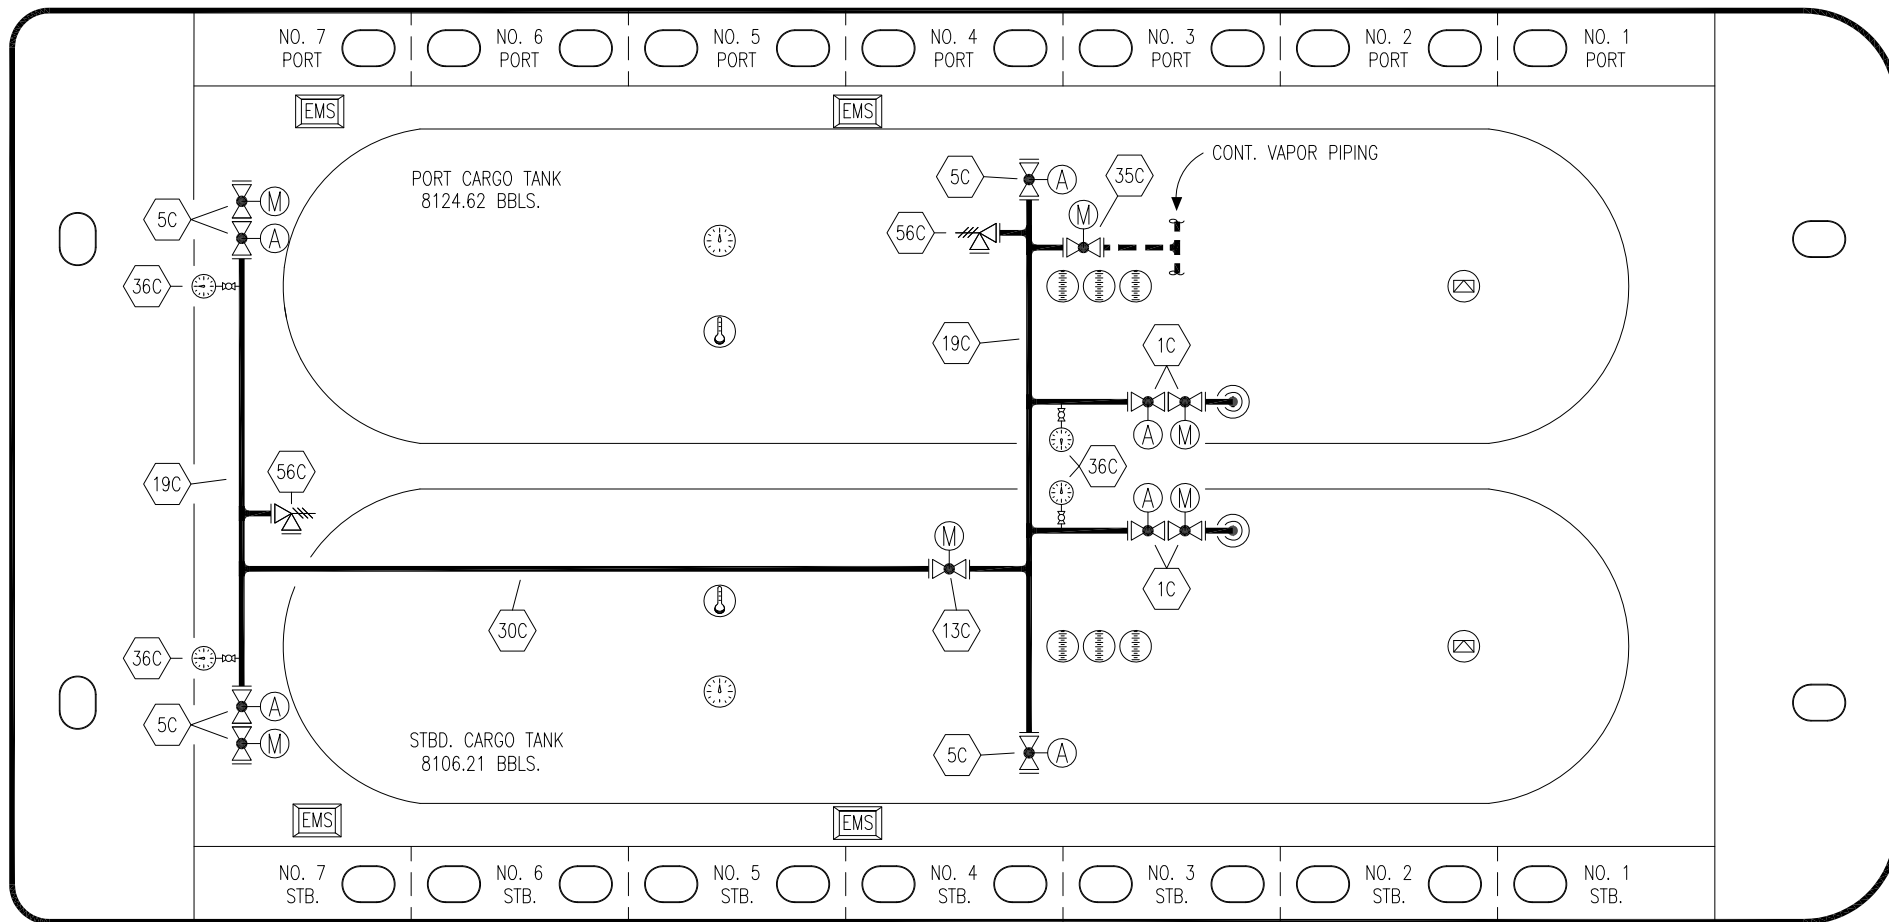 NO. 7
PORT
NO. 6
PORT
NO. 5
PORT
NO. 4
PORT
NO. 3
PORT
NO. 2
PORT
NO. 1
PORT
EMS
EMS
CONT. VAPOR PIPING
PORT CARGO TANK
8124.62 BBLS.
5C
A
35C
M
5C
M
A
56C
36C
19C
1C
A
M
36C
19C
56C
A
M
1C
M
30C
13C
36C
5C
A
M
STBD. CARGO TANK
8106.21 BBLS.
5C
A
EMS
EMS
NO. 7
STB.
NO. 6
STB.
NO. 5
STB.
NO. 4
STB.
NO. 3
STB.
NO. 2
STB.
NO. 1
STB.